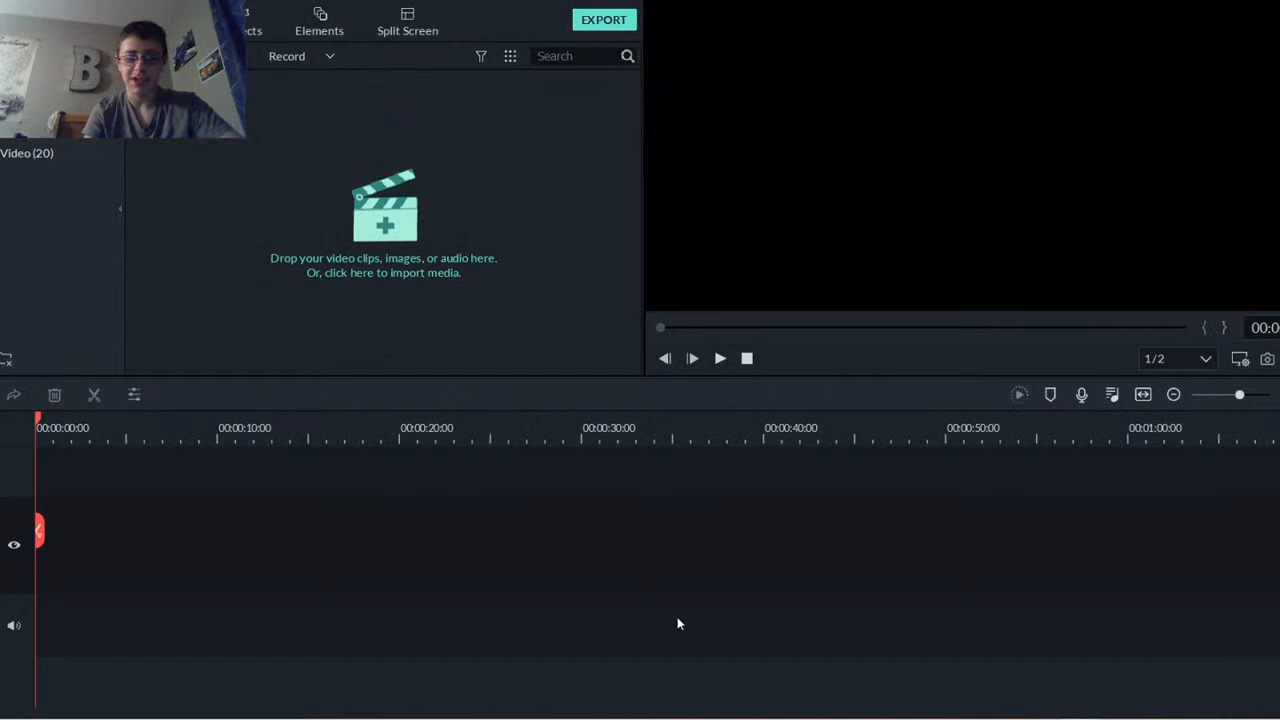 ects
Elements
Split Screen
EXPORT
Record
Search
Video (20)
B
Drop your video clips, images, or audio here.
Or, click here to import media.
00:0
1/2
00:00:00:00
00:00:10:00
00:00:20:00
00:00:30:00
00:00:40:00
00:00:50:00
00:01:00:00